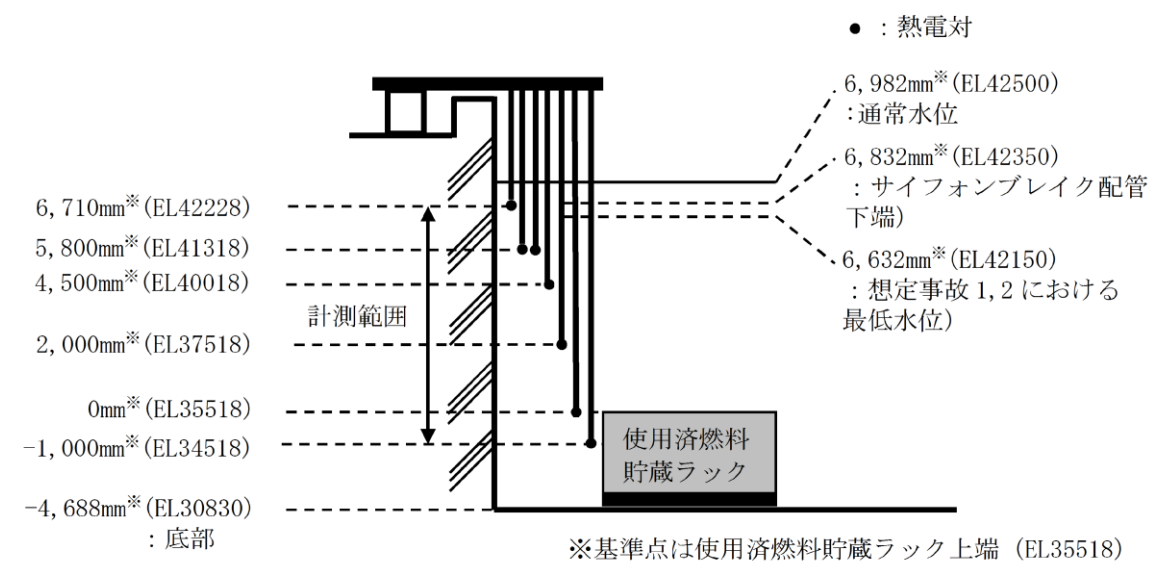 ●:熱電対
6,982mm※(EL42500)
:通常水位
6,832mm※(EL42350)
:サイフォンブレイク配管
下端)
6,632mm※(EL42150)
:想定事故1,2における
最低水位)
6,710mm※(EL42228)
5,800mm※(EL41318)
4,500mm※(EL40018)
計測範囲
2,000mm※(EL37518)
0mm※(EL35518)
-1,000mm※(EL34518)
使用済燃料
貯蔵ラック
-4,688mm※(EL30830)
:底部
※基準点は使用済燃料貯蔵ラック上端(EL35518)